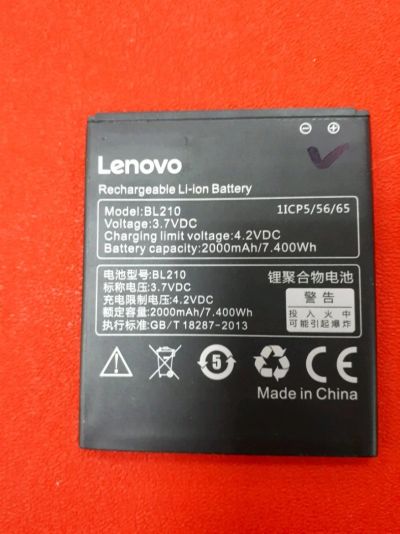 Lenovo
Rechargeable Li-ion Battery
Model:BL210 1ICP5/56/65
Voltage:3.7VDC
Charging limit voltage:4.2VDC
Battery capacity:2000mAh/7.400Wh
电池型号:BL210 锂聚合物电池
标称电压:3.7VDC
充电限制电压:4.2VDC
额定容量:2000mAh/7.400Wh
执行标准:GB/T 18287-2013
警告
投入火中
可能引起爆炸
5
CE
Made in China